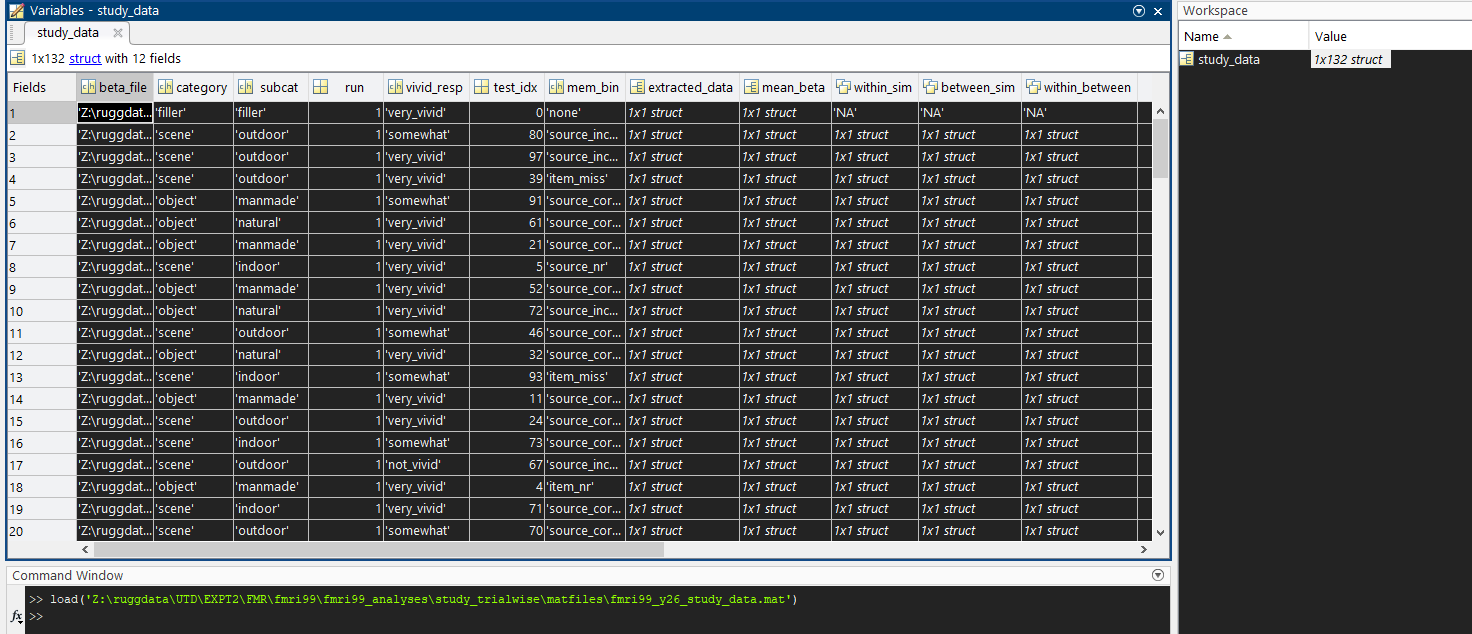 Variables - study_data
study_data
1x132 struct with 12 fields
Fields beta_file category subcat run vivid_resp test_idx mem_bin extracted_data mean_beta within_sim between_sim within_between
1 'Z:\ruggdat... 'filler' 'filler' 1 'very_vivid' 0 'none' 1x1 struct 1x1 struct 'NA' 'NA' 'NA'
2 'Z:\ruggdat... 'scene' 'outdoor' 1 'somewhat' 80 'source_inc... 1x1 struct 1x1 struct 1x1 struct 1x1 struct 1x1 struct
3 'Z:\ruggdat... 'scene' 'outdoor' 1 'very_vivid' 97 'source_inc... 1x1 struct 1x1 struct 1x1 struct 1x1 struct 1x1 struct
4 'Z:\ruggdat... 'scene' 'outdoor' 1 'very_vivid' 39 'item_miss' 1x1 struct 1x1 struct 1x1 struct 1x1 struct 1x1 struct
5 'Z:\ruggdat... 'object' 'manmade' 1 'somewhat' 91 'source_cor... 1x1 struct 1x1 struct 1x1 struct 1x1 struct 1x1 struct
6 'Z:\ruggdat... 'object' 'natural' 1 'very_vivid' 61 'source_cor... 1x1 struct 1x1 struct 1x1 struct 1x1 struct 1x1 struct
7 'Z:\ruggdat... 'object' 'manmade' 1 'very_vivid' 21 'source_cor... 1x1 struct 1x1 struct 1x1 struct 1x1 struct 1x1 struct
8 'Z:\ruggdat... 'scene' 'indoor' 1 'very_vivid' 5 'source_nr' 1x1 struct 1x1 struct 1x1 struct 1x1 struct 1x1 struct
9 'Z:\ruggdat... 'object' 'manmade' 1 'very_vivid' 52 'source_cor... 1x1 struct 1x1 struct 1x1 struct 1x1 struct 1x1 struct
10 'Z:\ruggdat... 'object' 'natural' 1 'very_vivid' 72 'source_inc... 1x1 struct 1x1 struct 1x1 struct 1x1 struct 1x1 struct
11 'Z:\ruggdat... 'scene' 'outdoor' 1 'somewhat' 46 'source_cor... 1x1 struct 1x1 struct 1x1 struct 1x1 struct 1x1 struct
12 'Z:\ruggdat... 'object' 'natural' 1 'very_vivid' 32 'source_cor... 1x1 struct 1x1 struct 1x1 struct 1x1 struct 1x1 struct
13 'Z:\ruggdat... 'scene' 'indoor' 1 'somewhat' 93 'item_miss' 1x1 struct 1x1 struct 1x1 struct 1x1 struct 1x1 struct
14 'Z:\ruggdat... 'object' 'manmade' 1 'very_vivid' 11 'source_cor... 1x1 struct 1x1 struct 1x1 struct 1x1 struct 1x1 struct
15 'Z:\ruggdat... 'scene' 'outdoor' 1 'very_vivid' 24 'source_cor... 1x1 struct 1x1 struct 1x1 struct 1x1 struct 1x1 struct
16 'Z:\ruggdat... 'scene' 'indoor' 1 'somewhat' 73 'source_cor... 1x1 struct 1x1 struct 1x1 struct 1x1 struct 1x1 struct
17 'Z:\ruggdat... 'scene' 'outdoor' 1 'not_vivid' 67 'source_inc... 1x1 struct 1x1 struct 1x1 struct 1x1 struct 1x1 struct
18 'Z:\ruggdat... 'object' 'manmade' 1 'very_vivid' 4 'item_nr' 1x1 struct 1x1 struct 1x1 struct 1x1 struct 1x1 struct
19 'Z:\ruggdat... 'scene' 'indoor' 1 'very_vivid' 71 'source_cor... 1x1 struct 1x1 struct 1x1 struct 1x1 struct 1x1 struct
20 'Z:\ruggdat... 'scene' 'outdoor' 1 'somewhat' 70 'source_cor... 1x1 struct 1x1 struct 1x1 struct 1x1 struct 1x1 struct
Command Window
>> load('Z:\ruggdata\UTD\EXPT2\FMR\fmri99\fmri99_analyses\study_trialwise\matfiles\fmri99_y26_study_data.mat')
fx >>
Workspace
Name Value
study_data 1x132 struct